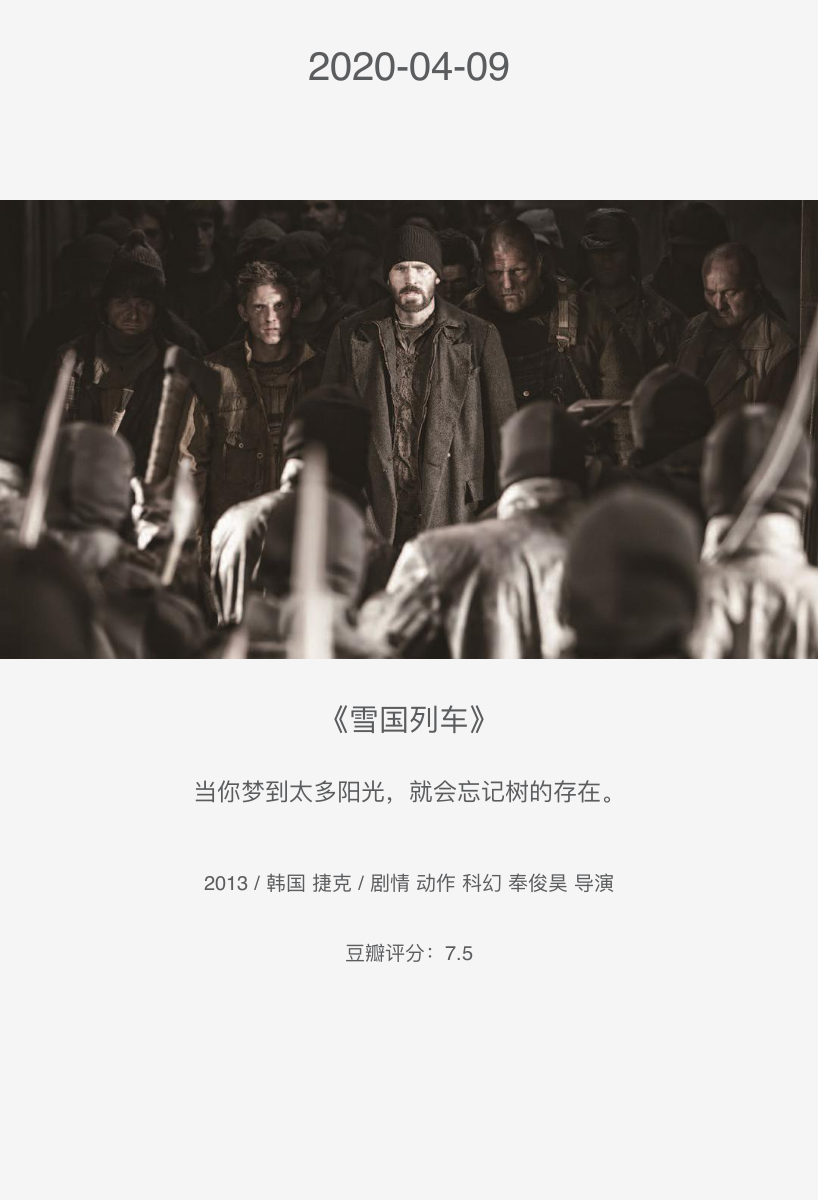 2020-04-09
《雪国列车》
当你梦到太多阳光，就会忘记树的存在。
2013 / 韩国 捷克 / 剧情 动作 科幻 奉俊昊 导演
豆瓣评分：7.5